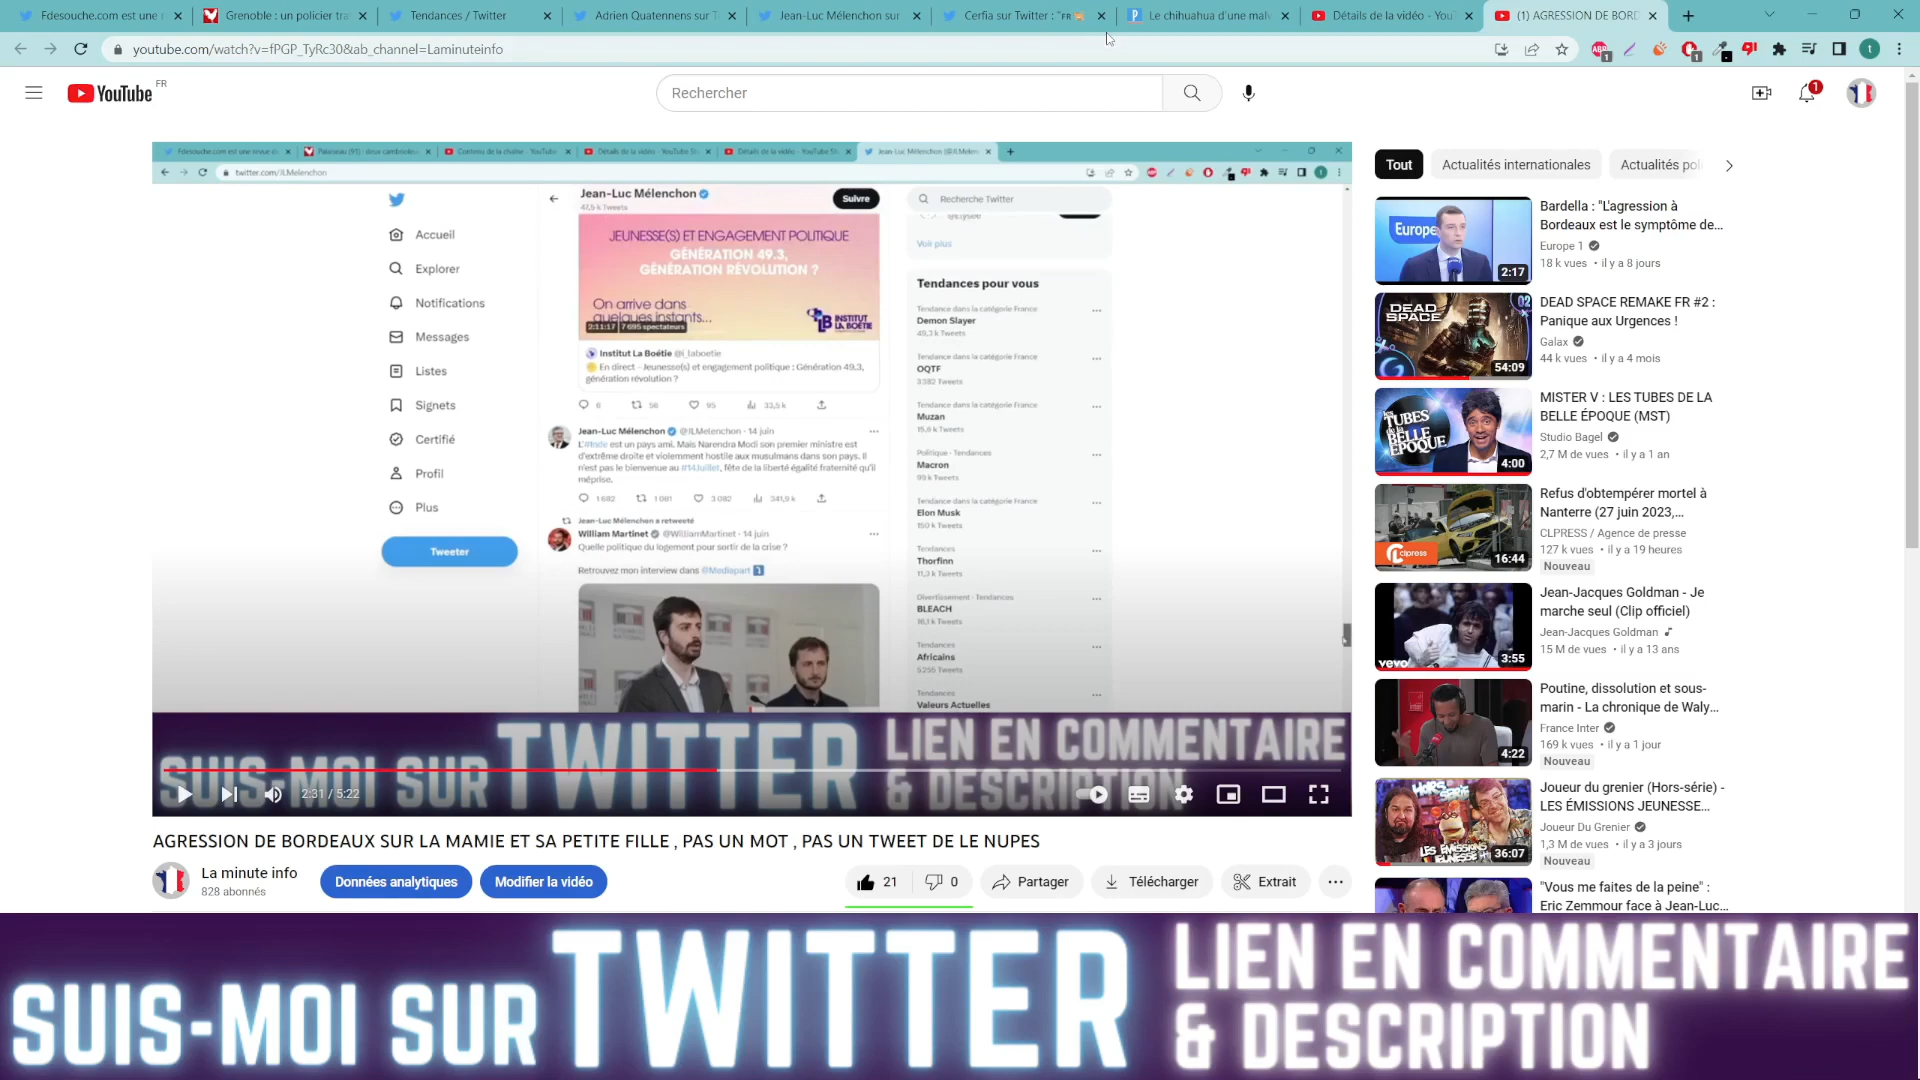 Fdesouche.com est une r
Grenoble : un policier tra
Tendances / Twitter
Adrien Quatennens sur T
Jean-Luc Mélenchon sur
Cerfia sur Twitter : "FR
Le chihuahua d'une mal
Détails de la vidéo - You
(1) AGRESSION DE BORD
youtube.com/watch?v=fPGP_TyRc30&ab_channel=Laminuteinfo
YouTube FR
Rechercher
1
Fdesouche.com est une revue d
Palaiseau (91) : deux cambriole
Contenu de la chaîne - YouTube
Détails de la vidéo - YouTube St
Détails de la vidéo - YouTube St
Jean-Luc Mélenchon (@JLMelen
twitter.com/JLMelenchon
Accueil
Explorer
Notifications
Messages
Listes
Signets
Certifié
Profil
Plus
Tweeter
Jean-Luc Mélenchon
47,5 k Tweets
Suivre
JEUNESSE(S) ET ENGAGEMENT POLITIQUE
GÉNÉRATION 49.3,
GÉNÉRATION RÉVOLUTION ?
On arrive dans
quelques instants...
2:11:17 7 695 spectateurs
INSTITUT
LA BOÉTIE
Institut La Boétie @i_laboetie
En direct - Jeunesse(s) et engagement politique : Génération 49.3,
génération révolution ?
6 56 95 33,5 k
Jean-Luc Mélenchon @JLMelenchon · 14 juin
L'#Inde est un pays ami. Mais Narendra Modi son premier ministre est
d'extrême droite et violemment hostile aux musulmans dans son pays. Il
n'est pas le bienvenue au #14Juillet, fête de la liberté égalité fraternité qu'il
méprise.
1 682 1 081 3 082 341,9 k
Jean-Luc Mélenchon a retweeté
William Martinet @WilliamMartinet · 14 juin
Quelle politique du logement pour sortir de la crise ?
Retrouvez mon interview dans @Mediapart
Recherche Twitter
@Elysee
Voir plus
Tendances pour vous
Tendance dans la catégorie France
Demon Slayer
49,3 k Tweets
Tendance dans la catégorie France
OQTF
3 382 Tweets
Tendance dans la catégorie France
Muzan
15,8 k Tweets
Politique · Tendances
Macron
99 k Tweets
Tendance dans la catégorie France
Elon Musk
150 k Tweets
Tendances
Thorfinn
11,3 k Tweets
Divertissement · Tendances
BLEACH
16,1 k Tweets
Tendances
Africains
5 255 Tweets
Tendances
Valeurs Actuelles
SUIS-MOI SUR TWITTER LIEN EN COMMENTAIRE
& DESCRIPTION
2:31 / 5:22
AGRESSION DE BORDEAUX SUR LA MAMIE ET SA PETITE FILLE , PAS UN MOT , PAS UN TWEET DE LE NUPES
La minute info
828 abonnés
Données analytiques
Modifier la vidéo
21
0
Partager
Télécharger
Extrait
Tout
Actualités internationales
Actualités pol
Europe
2:17
Bardella : "L'agression à
Bordeaux est le symptôme de...
Europe 1
18 k vues • il y a 8 jours
DEAD SPACE
02
54:09
DEAD SPACE REMAKE FR #2 :
Panique aux Urgences !
Galax
44 k vues • il y a 4 mois
LES TUBES de la BELLE ÉPOQUE
4:00
MISTER V : LES TUBES DE LA
BELLE ÉPOQUE (MST)
Studio Bagel
2,7 M de vues • il y a 1 an
clpress
16:44
Refus d'obtempérer mortel à
Nanterre (27 juin 2023,...
CLPRESS / Agence de presse
127 k vues • il y a 19 heures
Nouveau
vevo
3:55
Jean-Jacques Goldman - Je
marche seul (Clip officiel)
Jean-Jacques Goldman
15 M de vues • il y a 13 ans
4:22
Poutine, dissolution et sous-
marin - La chronique de Waly...
France Inter
169 k vues • il y a 1 jour
Nouveau
HORS SÉRIE
LES ÉMISSIONS JEUNESSE
36:07
Joueur du grenier (Hors-série) -
LES ÉMISSIONS JEUNESSE...
Joueur Du Grenier
1,3 M de vues • il y a 3 jours
Nouveau
"Vous me faites de la peine" :
Eric Zemmour face à Jean-Luc...
SUIS-MOI SUR TWITTER LIEN EN COMMENTAIRE
& DESCRIPTION